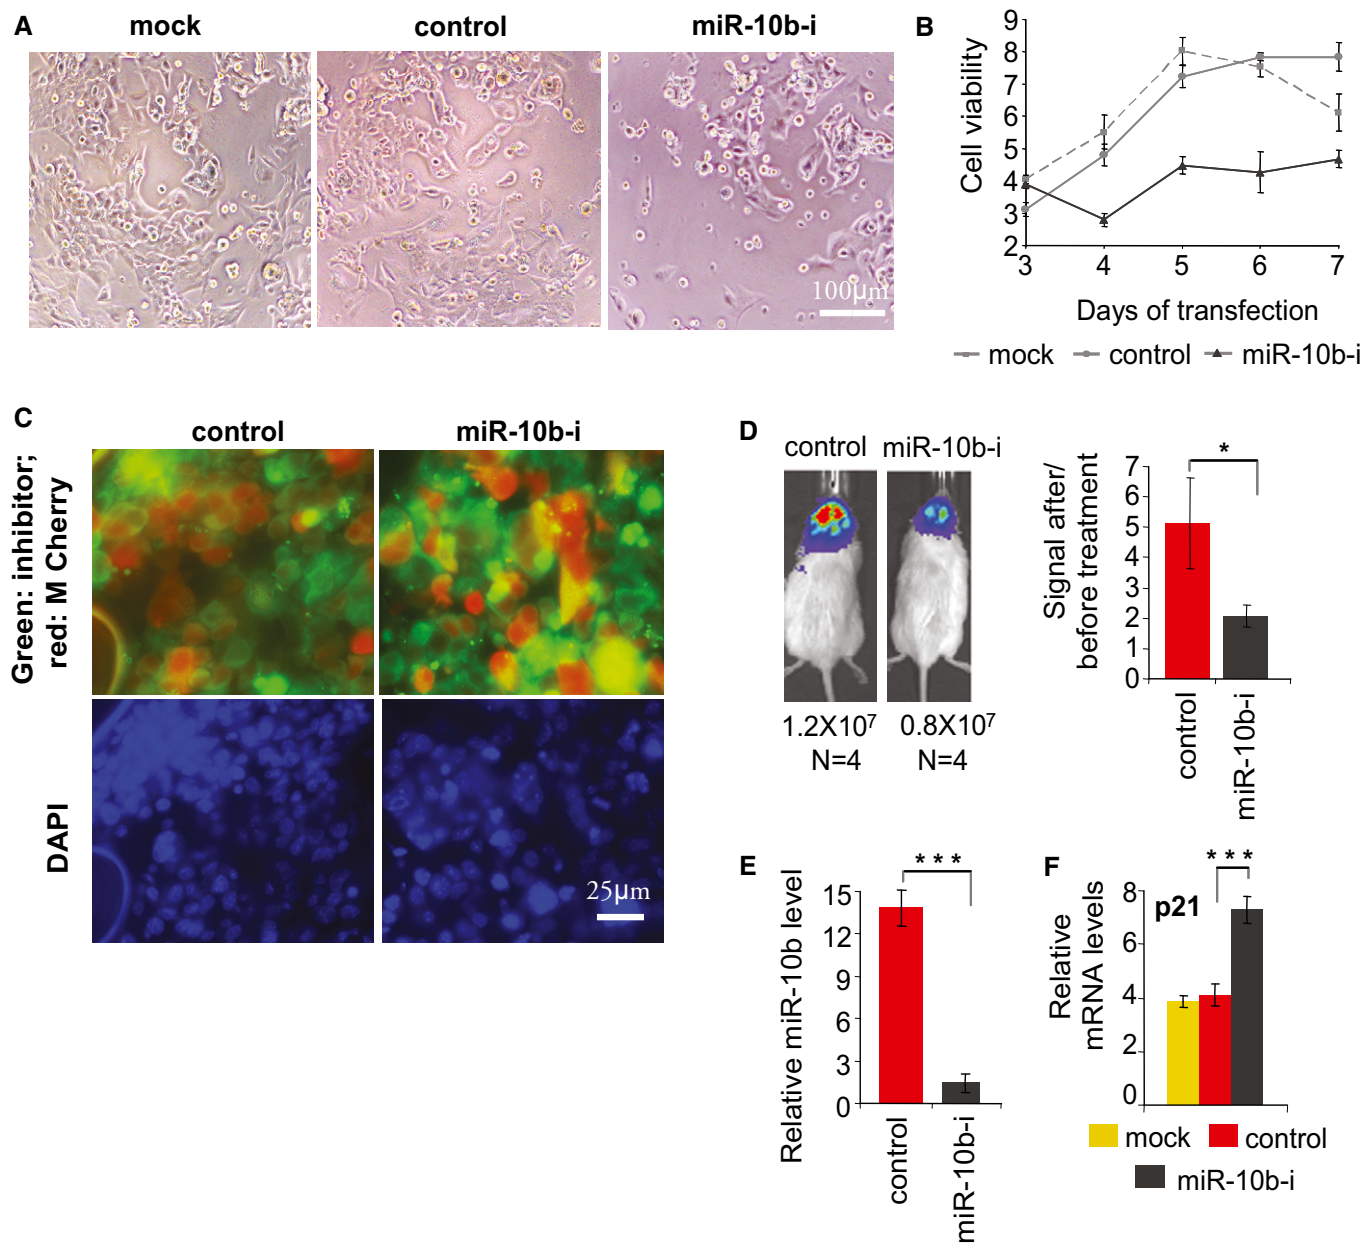 A
mock
control
miR-10b-i
100µm
B
Cell viability
9
8
7
6
5
4
3
2
3 4 5 6 7
Days of transfection
mock control miR-10b-i
C
control
miR-10b-i
Green: inhibitor;
red: M Cherry
DAPI
25µm
D
control miR-10b-i
1.2X10⁷ 0.8X10⁷
N=4 N=4
Signal after/
before treatment
7
6
5
4
3
2
1
0
*
control
miR-10b-i
E
Relative miR-10b level
15
12
9
6
3
0
***
control
miR-10b-i
F
***
p21
Relative
mRNA levels
8
6
4
2
0
mock control
miR-10b-i